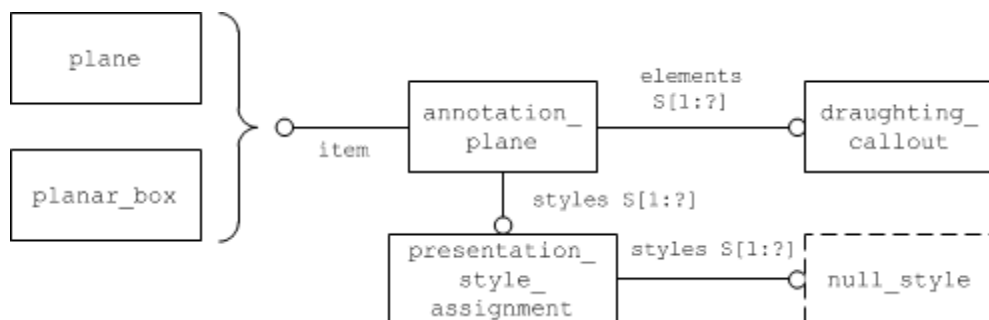 plane
elements
S[1:?]
annotation_
plane
draughting_
callout
item
planar_box
styles S[1:?]
presentation_
style_
assignment
styles S[1:?]
null_style